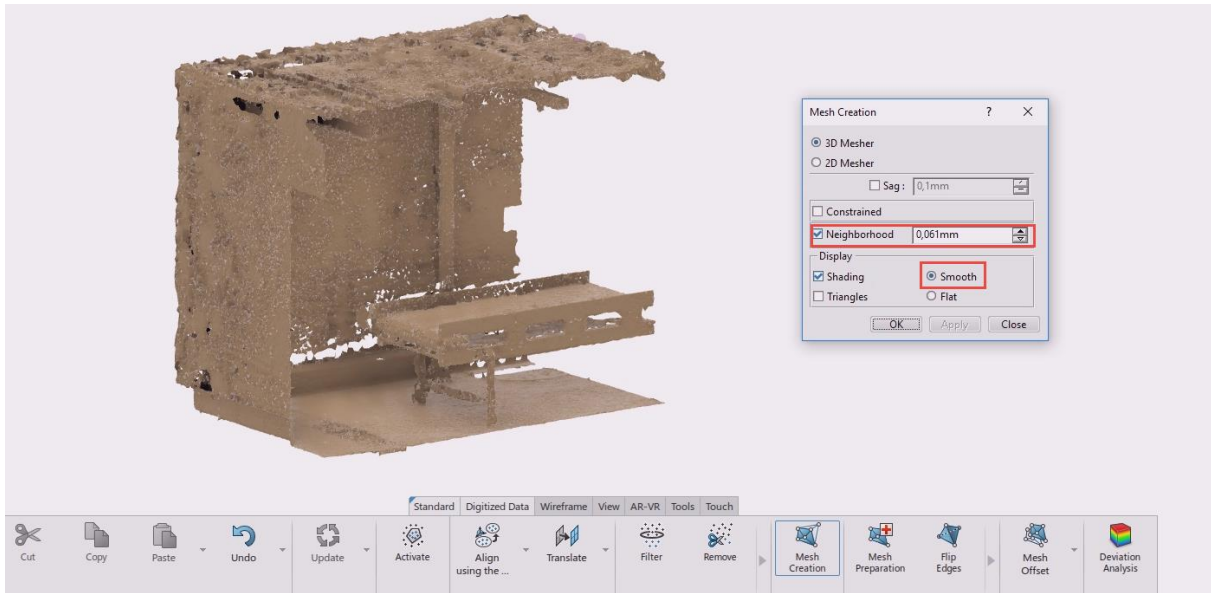 Mesh Creation ? ×
3D Mesher
2D Mesher
Sag : 0,1mm
Constrained
Neighborhood 0,061mm
Display
Shading Smooth
Triangles Flat
OK Apply Close
Standard Digitized Data Wireframe View AR-VR Tools Touch
Cut Copy Paste Undo Update Activate Align using the ... Translate Filter Remove Mesh Creation Mesh Preparation Flip Edges Mesh Offset Deviation Analysis